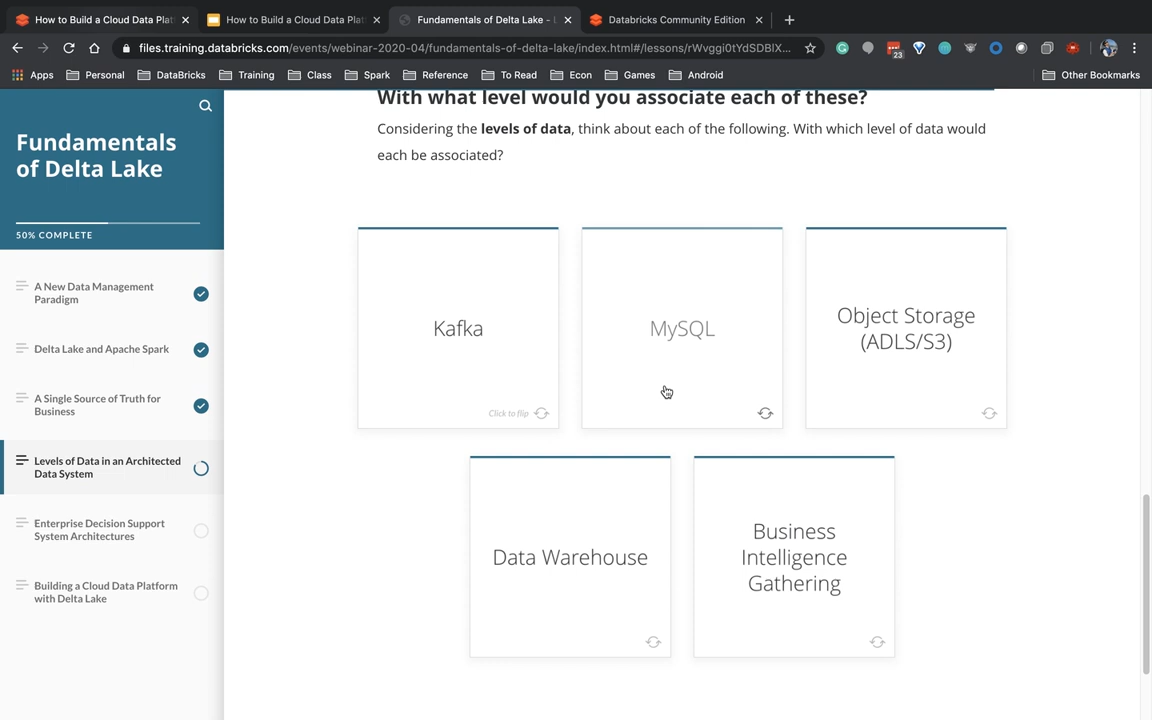 How to Build a Cloud Data Plat
How to Build a Cloud Data Plat
Fundamentals of Delta Lake -
Databricks Community Edition
files.training.databricks.com/events/webinar-2020-04/fundamentals-of-delta-lake/index.html#/lessons/rWvggi0tYdSDBIX...
23
Apps
Personal
DataBricks
Training
Class
Spark
Reference
To Read
Econ
Games
Android
Other Bookmarks
Fundamentals
of Delta Lake
50% COMPLETE
A New Data Management
Paradigm
Delta Lake and Apache Spark
A Single Source of Truth for
Business
Levels of Data in an Architected
Data System
Enterprise Decision Support
System Architectures
Building a Cloud Data Platform
with Delta Lake
With what level would you associate each of these?
Considering the levels of data, think about each of the following. With which level of data would
each be associated?
Kafka
Click to flip
MySQL
Object Storage
(ADLS/S3)
Data Warehouse
Business
Intelligence
Gathering